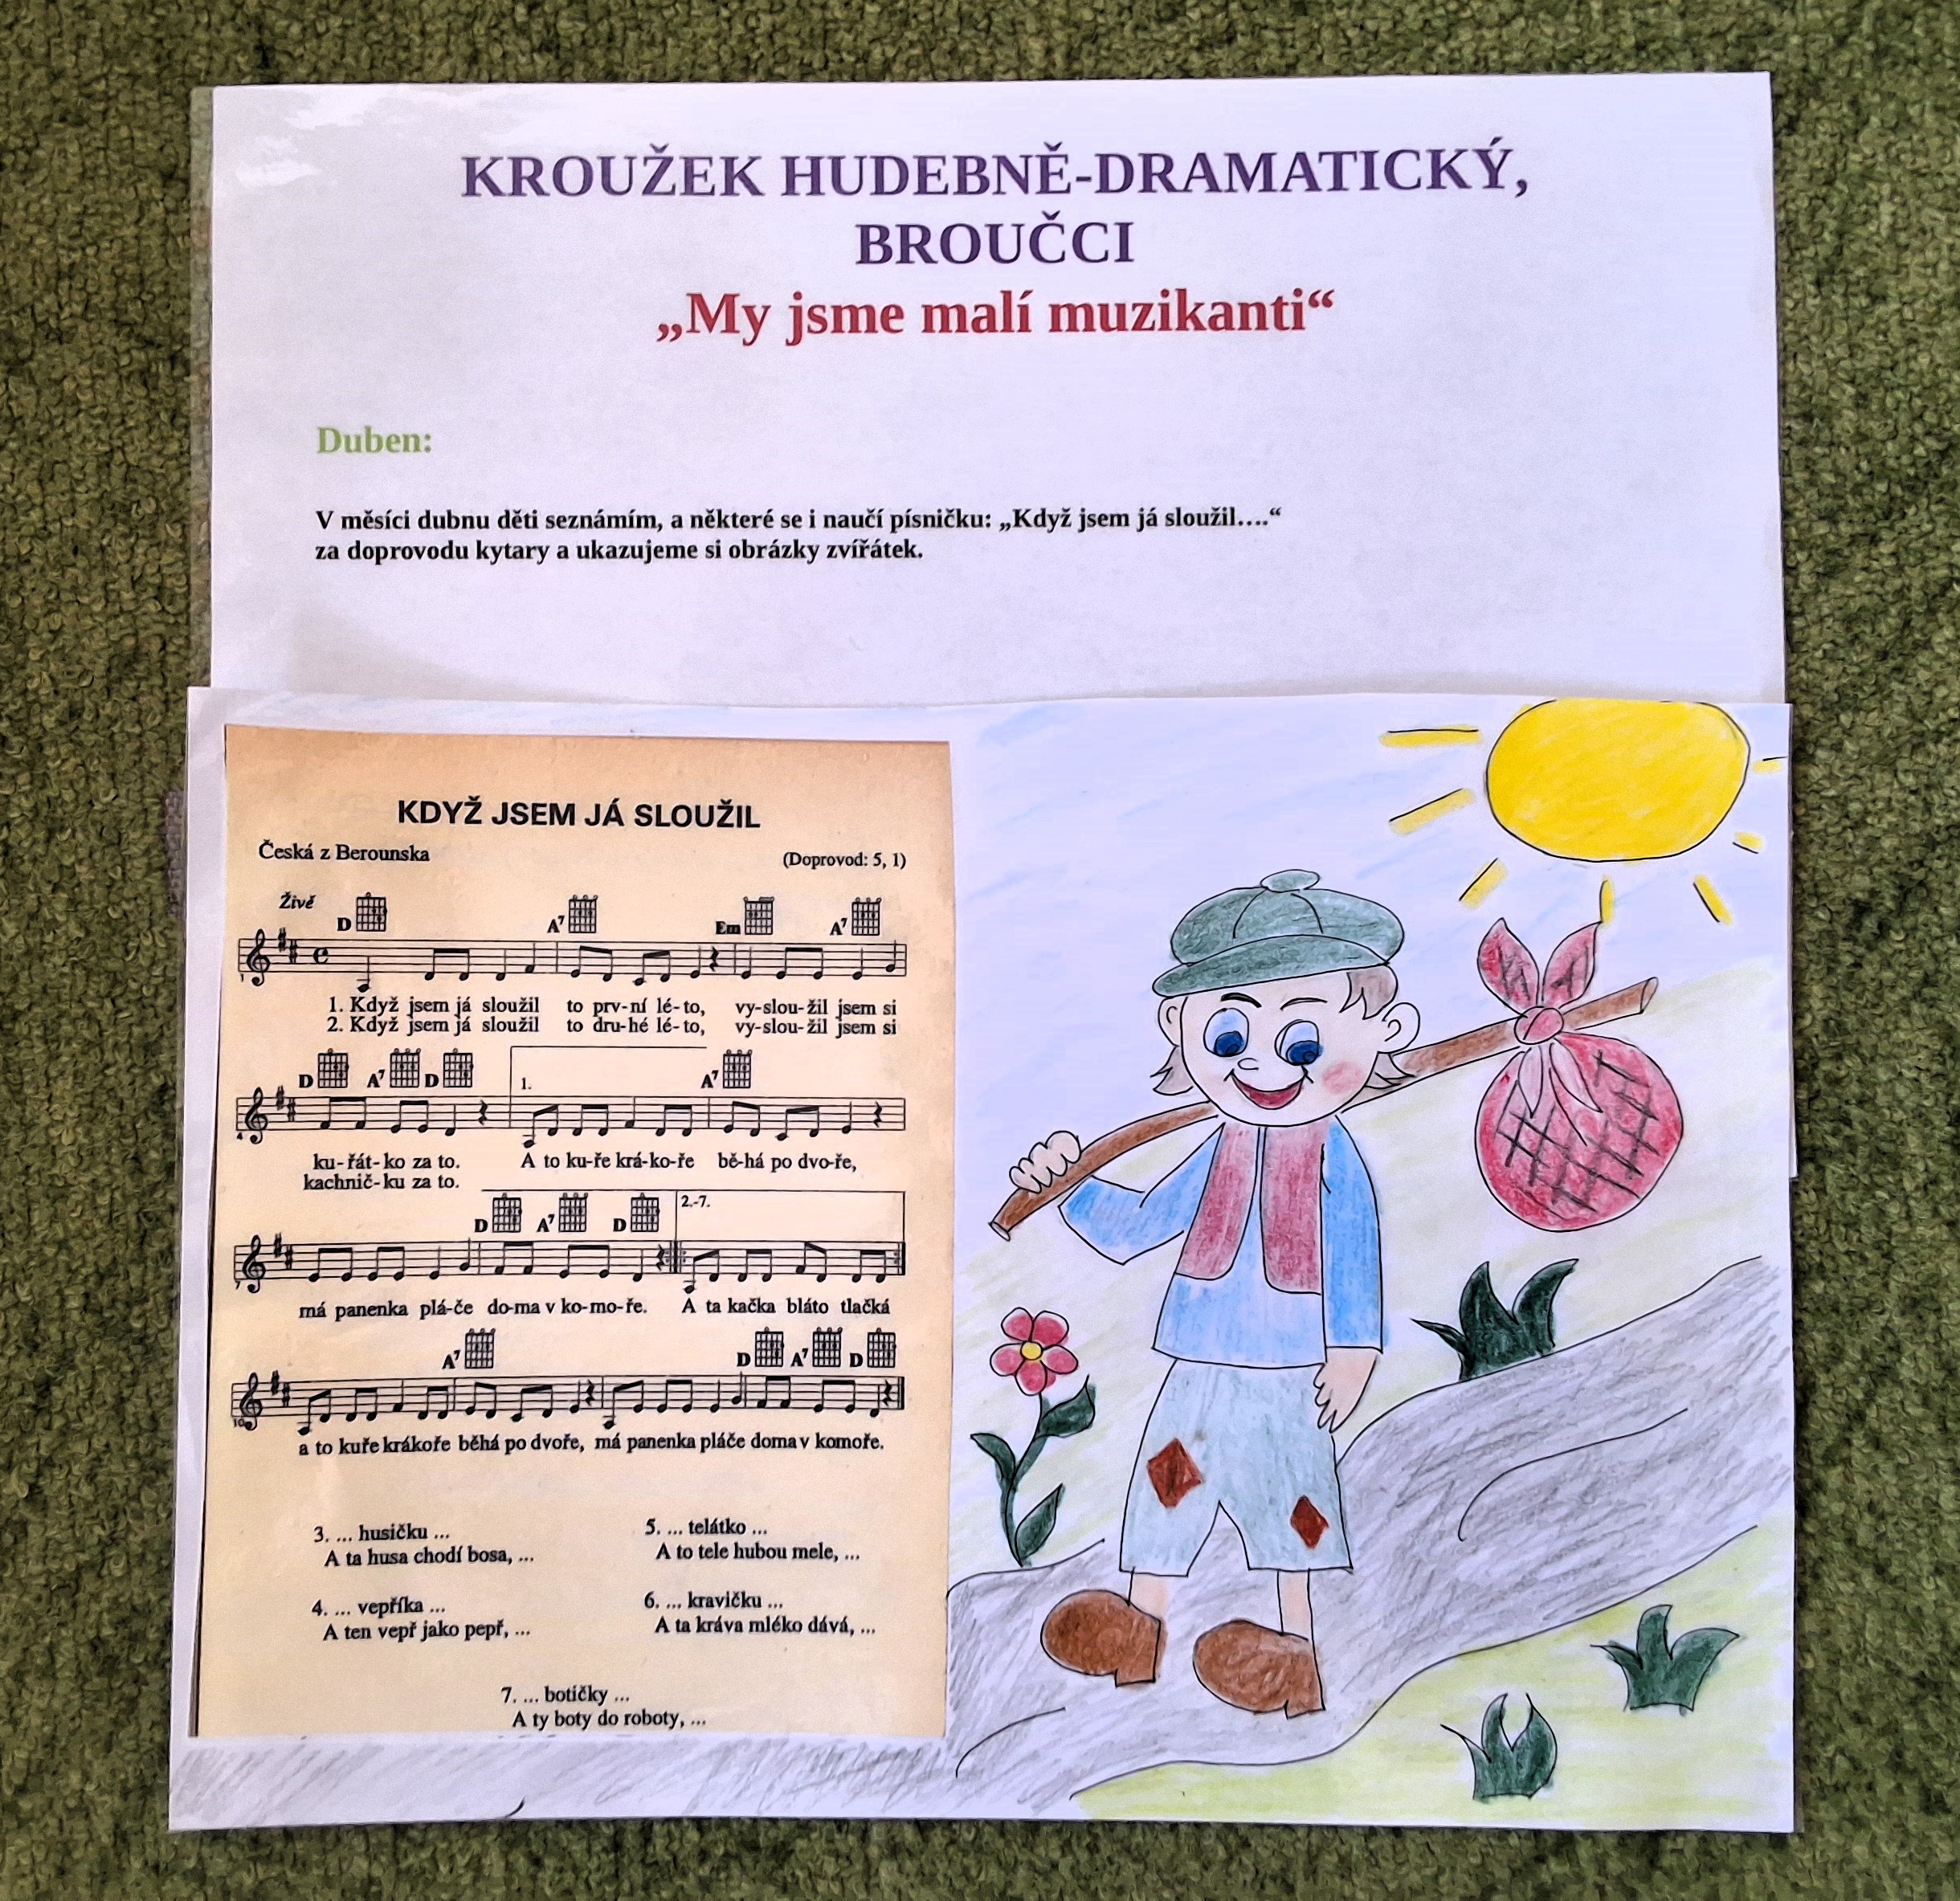 KROUŽEK HUDEBNĚ-DRAMATICKÝ,
BROUČCI
„My jsme malí muzikanti“
Duben:
V měsíci dubnu děti seznámím, a některé se i naučí písničku: „Když jsem já sloužil….“
za doprovodu kytary a ukazujeme si obrázky zvířátek.
KDYŽ JSEM JÁ SLOUŽIL
Česká z Berounska
(Doprovod: 5, 1)
Živě
D A7 Em A7
1. Když jsem já sloužil to prv-ní lé-to, vy-slou-žil jsem si
2. Když jsem já sloužil to dru-hé lé-to, vy-slou-žil jsem si
D A7 D 1. A7
4
ku-řát-ko za to. A to ku-ře krá-ko-ře bě-há po dvo-ře,
kachnič-ku za to.
D A7 D 2.-7.
7
má panenka plá-če do-ma v ko-mo-ře. A ta kačka bláto tlačká
A7 D A7 D
10
a to kuře krákoře běhá po dvoře, má panenka pláče doma v komoře.
3. ... husičku ...
A ta husa chodí bosa, ...
4. ... vepříka ...
A ten vepř jako pepř, ...
5. ... telátko ...
A to tele hubou mele, ...
6. ... kravičku ...
A ta kráva mléko dává, ...
7. ... botičky ...
A ty boty do roboty, ...